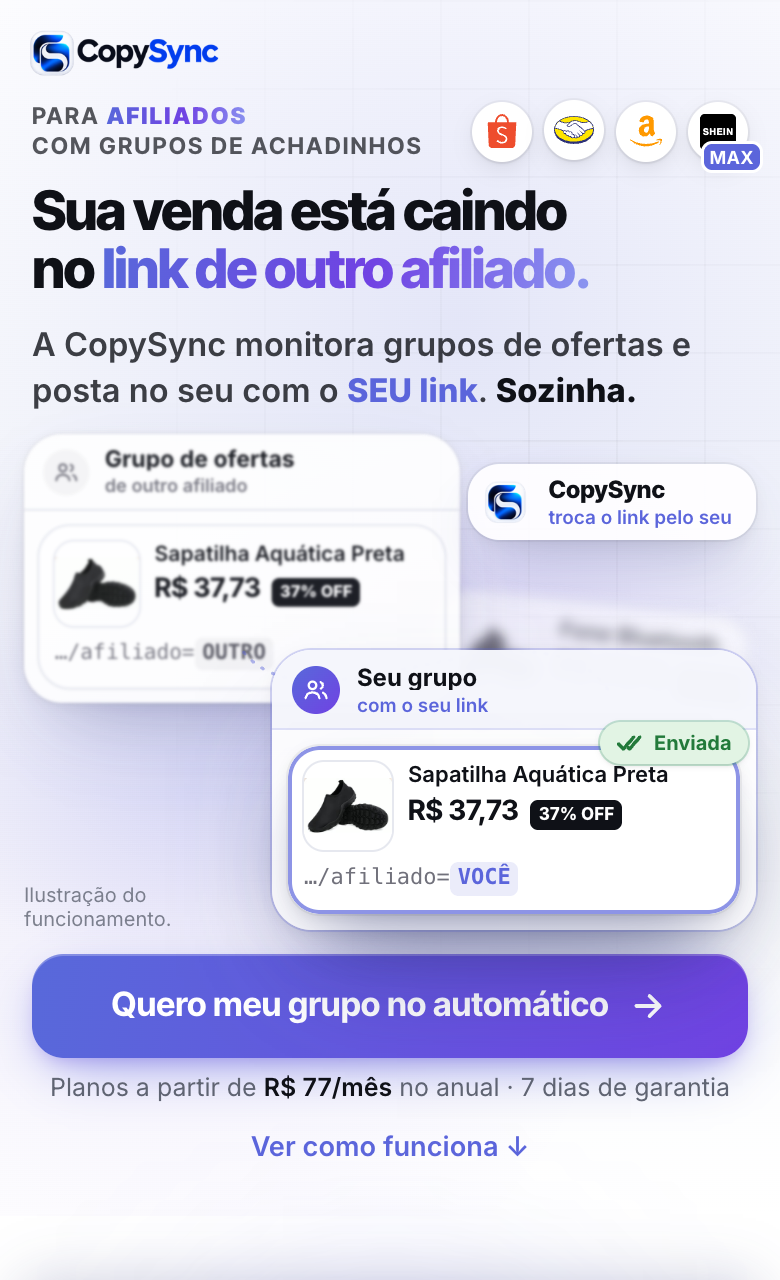 CopySync
PARA AFILIADOS
COM GRUPOS DE ACHADINHOS
SHEIN
MAX
Sua venda está caindo
no link de outro afiliado.
A CopySync monitora grupos de ofertas e
posta no seu com o SEU link. Sozinha.
Grupo de ofertas
de outro afiliado
CopySync
troca o link pelo seu
Sapatilha Aquática Preta
R$ 37,73 37% OFF
…/afiliado=OUTRO
Fone Bluetooth
Seu grupo
com o seu link
Enviada
Sapatilha Aquática Preta
R$ 37,73 37% OFF
…/afiliado=VOCÊ
Ilustração do
funcionamento.
Quero meu grupo no automático →
Planos a partir de R$ 77/mês no anual · 7 dias de garantia
Ver como funciona ↓